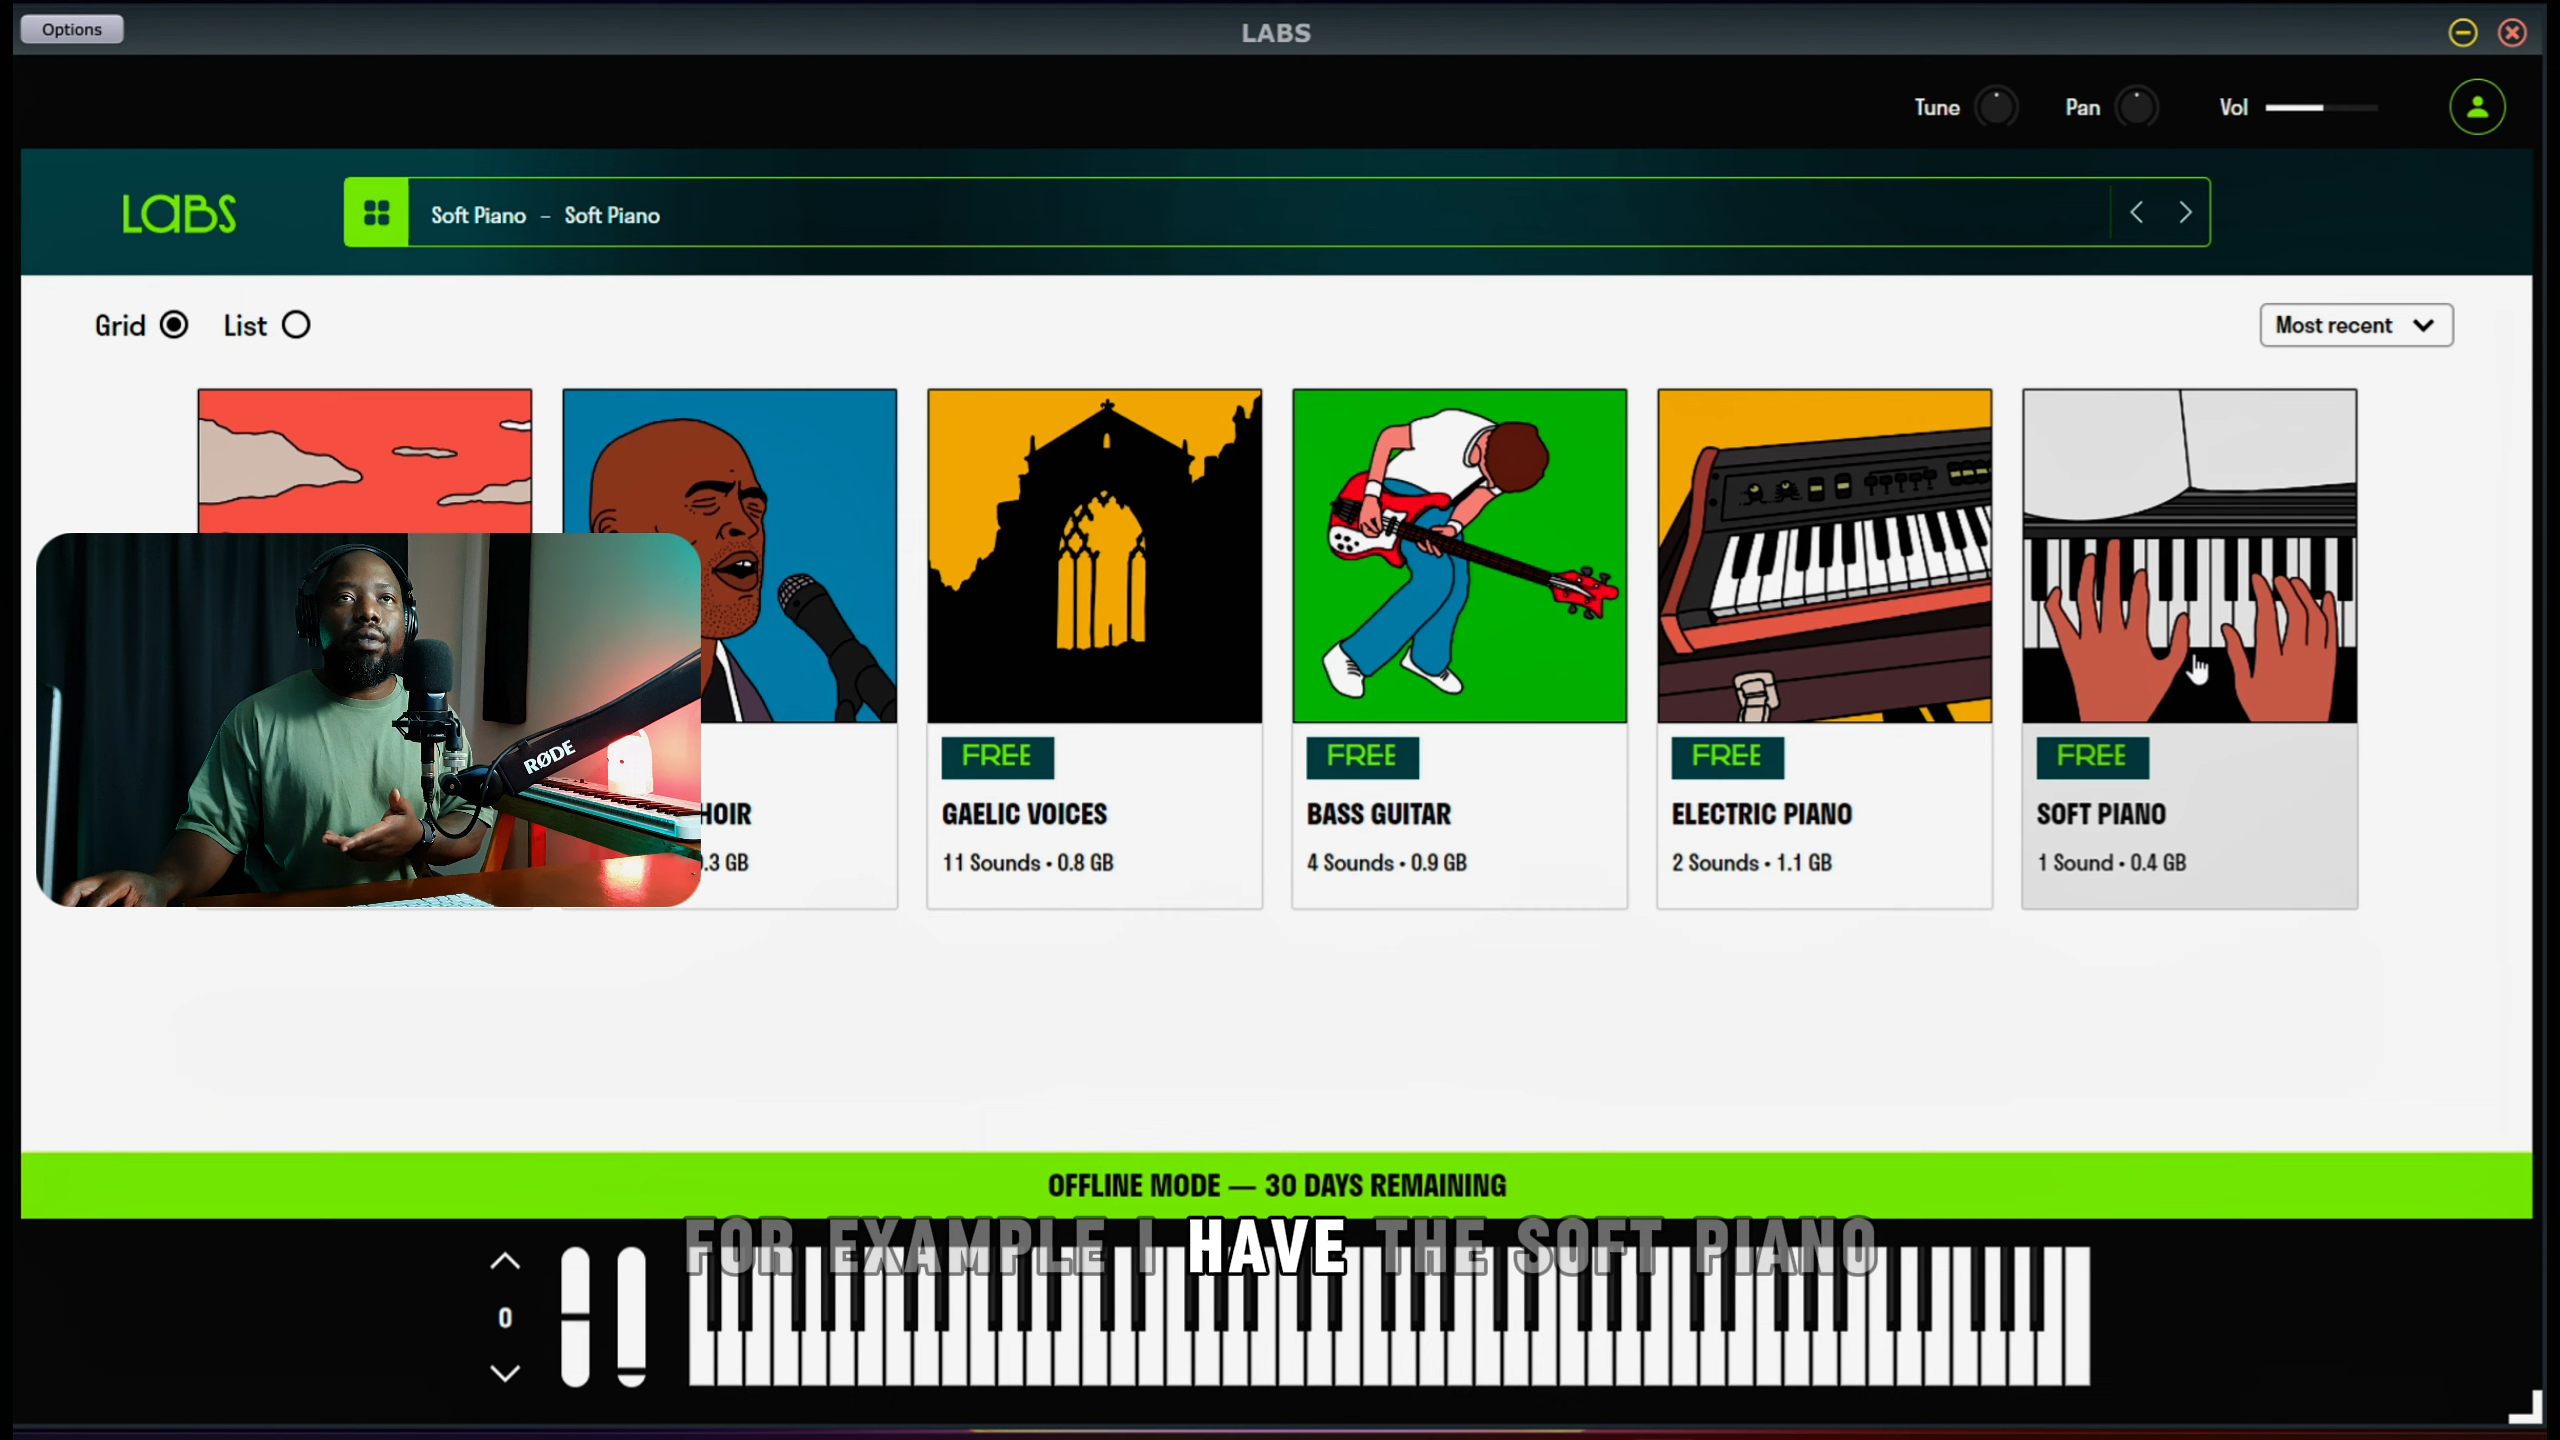 Options
LABS
Tune
Pan
Vol
LABS
Soft Piano – Soft Piano
Grid
List
Most recent
RØDE
FREE
FREE
FREE
FREE
GAELIC VOICES
BASS GUITAR
ELECTRIC PIANO
SOFT PIANO
11 Sounds • 0.8 GB
4 Sounds • 0.9 GB
2 Sounds • 1.1 GB
1 Sound • 0.4 GB
OFFLINE MODE — 30 DAYS REMAINING
FOR EXAMPLE I HAVE THE SOFT PIANO
0